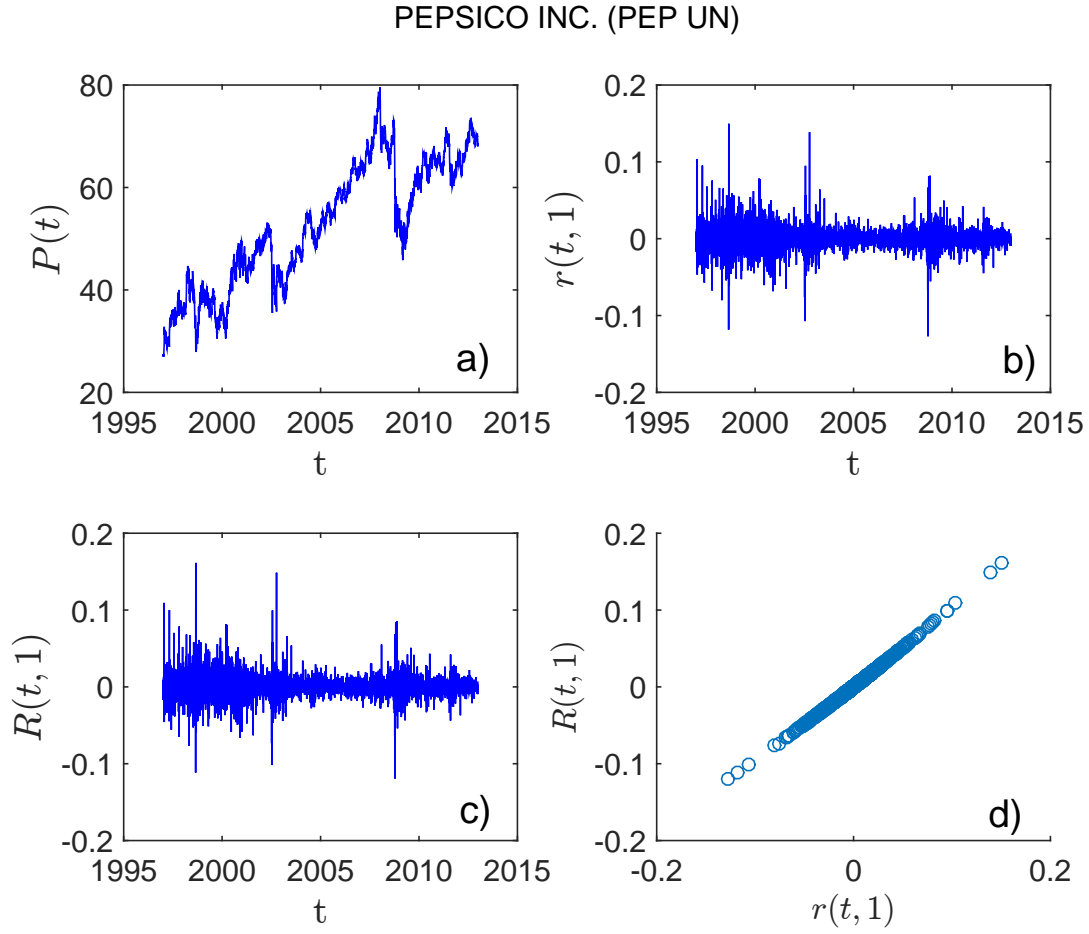 PEPSICO INC. (PEP UN)
80
60
40
20
P(t)
1995 2000 2005 2010 2015
t
a)
0.2
0.1
0
-0.1
-0.2
r(t, 1)
1995 2000 2005 2010 2015
t
b)
0.2
0.1
0
-0.1
-0.2
R(t, 1)
1995 2000 2005 2010 2015
t
c)
0.2
0.1
0
-0.1
-0.2
R(t, 1)
-0.2 0 0.2
r(t, 1)
d)